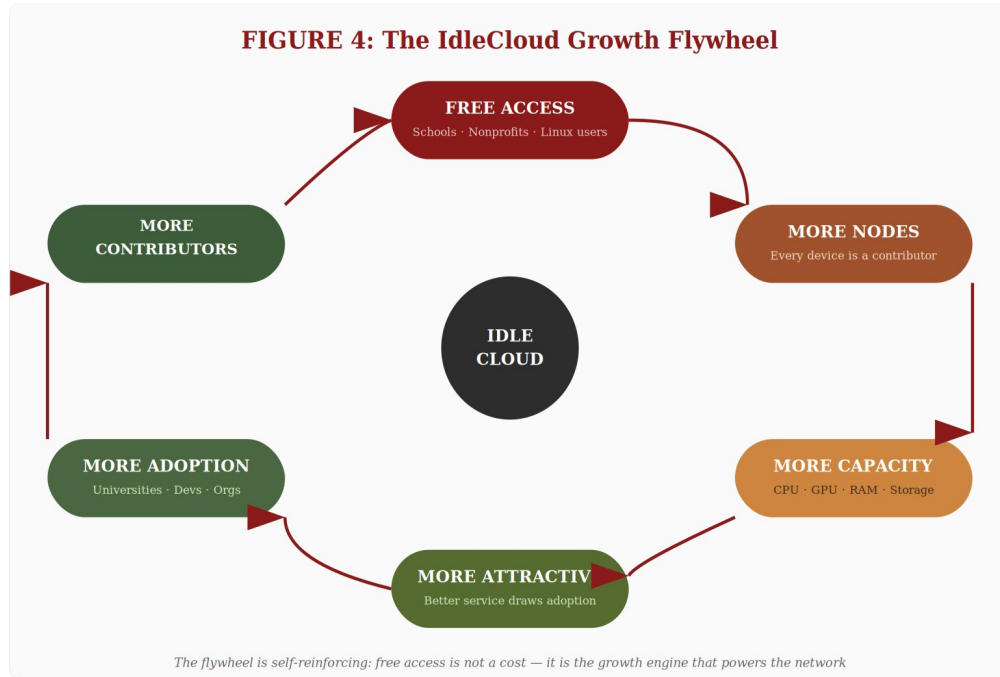 FIGURE 4: The IdleCloud Growth Flywheel
FREE ACCESS
Schools · Nonprofits · Linux users
MORE NODES
Every device is a contributor
MORE CAPACITY
CPU · GPU · RAM · Storage
MORE ATTRACTIV
Better service draws adoption
MORE ADOPTION
Universities · Devs · Orgs
MORE
CONTRIBUTORS
IDLE
CLOUD
The flywheel is self-reinforcing: free access is not a cost — it is the growth engine that powers the network